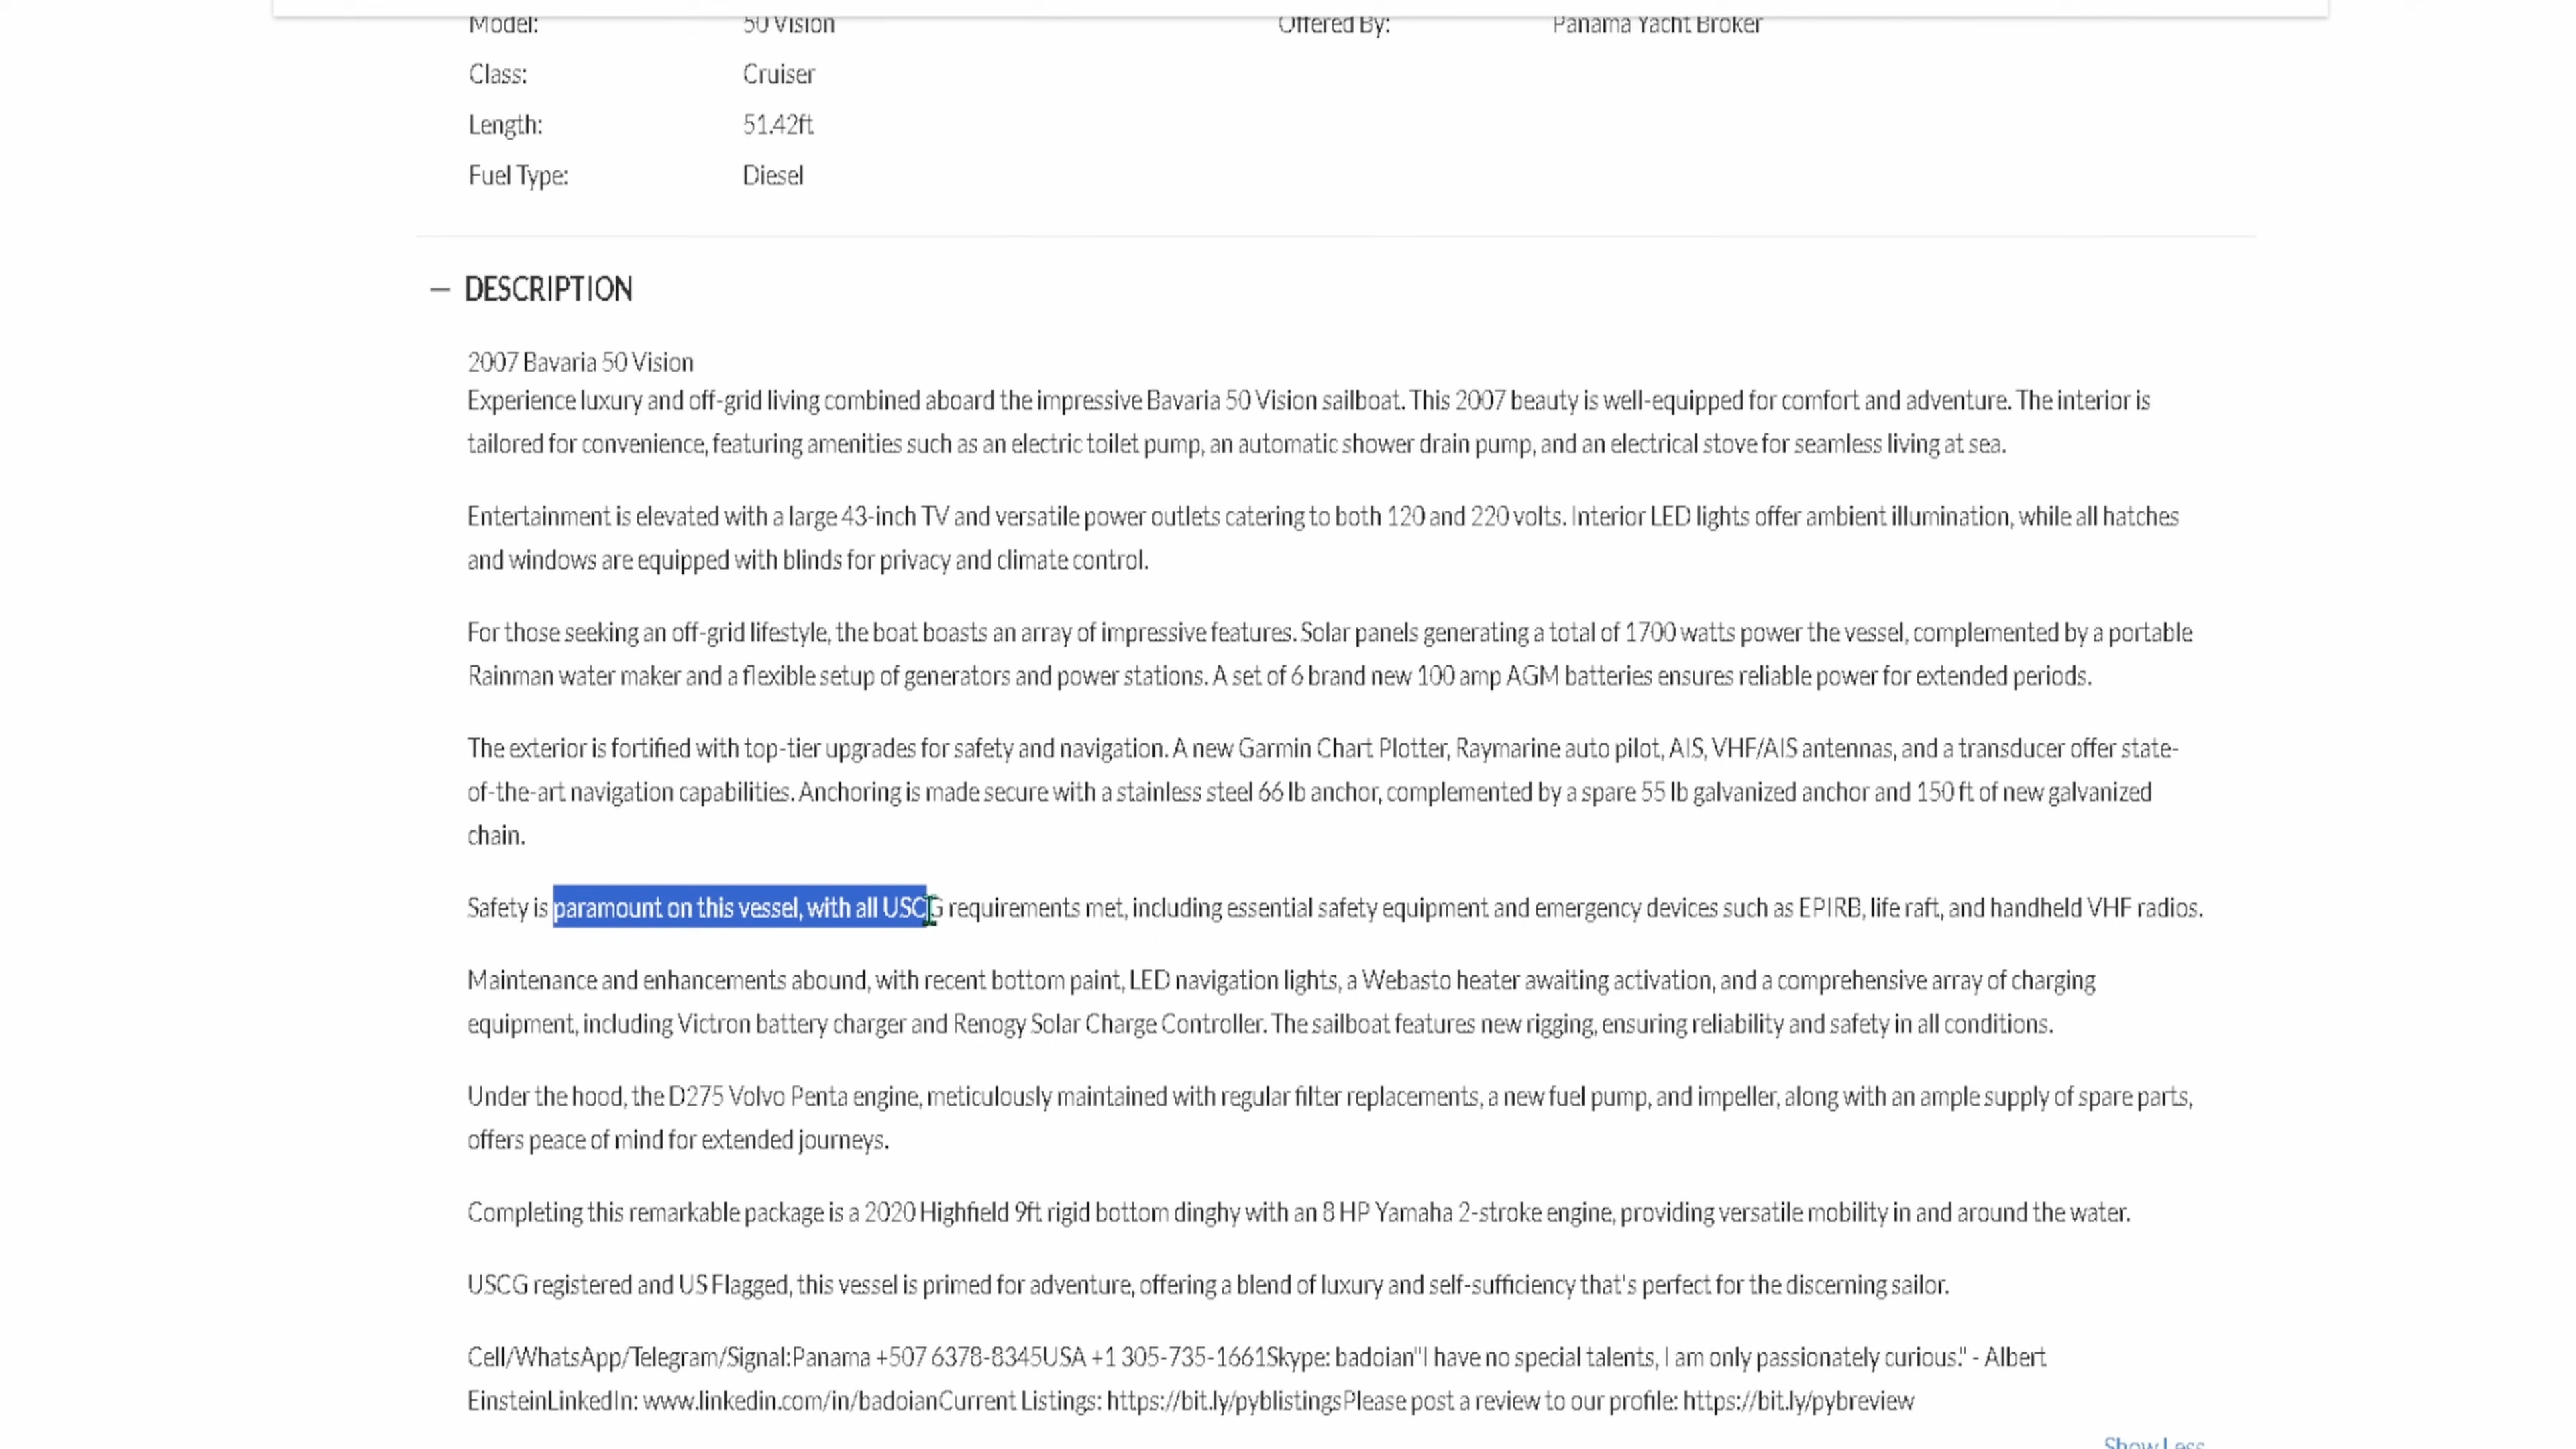 Model: 50 Vision Offered By: Panama Yacht Broker
Class: Cruiser
Length: 51.42ft
Fuel Type: Diesel
— DESCRIPTION
2007 Bavaria 50 Vision
Experience luxury and off-grid living combined aboard the impressive Bavaria 50 Vision sailboat. This 2007 beauty is well-equipped for comfort and adventure. The interior is
tailored for convenience, featuring amenities such as an electric toilet pump, an automatic shower drain pump, and an electrical stove for seamless living at sea.
Entertainment is elevated with a large 43-inch TV and versatile power outlets catering to both 120 and 220 volts. Interior LED lights offer ambient illumination, while all hatches
and windows are equipped with blinds for privacy and climate control.
For those seeking an off-grid lifestyle, the boat boasts an array of impressive features. Solar panels generating a total of 1700 watts power the vessel, complemented by a portable
Rainman water maker and a flexible setup of generators and power stations. A set of 6 brand new 100 amp AGM batteries ensures reliable power for extended periods.
The exterior is fortified with top-tier upgrades for safety and navigation. A new Garmin Chart Plotter, Raymarine auto pilot, AIS, VHF/AIS antennas, and a transducer offer state-
of-the-art navigation capabilities. Anchoring is made secure with a stainless steel 66 lb anchor, complemented by a spare 55 lb galvanized anchor and 150 ft of new galvanized
chain.
Safety is paramount on this vessel, with all USCG requirements met, including essential safety equipment and emergency devices such as EPIRB, life raft, and handheld VHF radios.
Maintenance and enhancements abound, with recent bottom paint, LED navigation lights, a Webasto heater awaiting activation, and a comprehensive array of charging
equipment, including Victron battery charger and Renogy Solar Charge Controller. The sailboat features new rigging, ensuring reliability and safety in all conditions.
Under the hood, the D275 Volvo Penta engine, meticulously maintained with regular filter replacements, a new fuel pump, and impeller, along with an ample supply of spare parts,
offers peace of mind for extended journeys.
Completing this remarkable package is a 2020 Highfield 9ft rigid bottom dinghy with an 8 HP Yamaha 2-stroke engine, providing versatile mobility in and around the water.
USCG registered and US Flagged, this vessel is primed for adventure, offering a blend of luxury and self-sufficiency that's perfect for the discerning sailor.
Cell/WhatsApp/Telegram/Signal:Panama +507 6378-8345USA +1 305-735-1661Skype: badoian"I have no special talents, I am only passionately curious." - Albert
EinsteinLinkedIn: www.linkedin.com/in/badoianCurrent Listings: https://bit.ly/pyblistingsPlease post a review to our profile: https://bit.ly/pybreview
Show Less